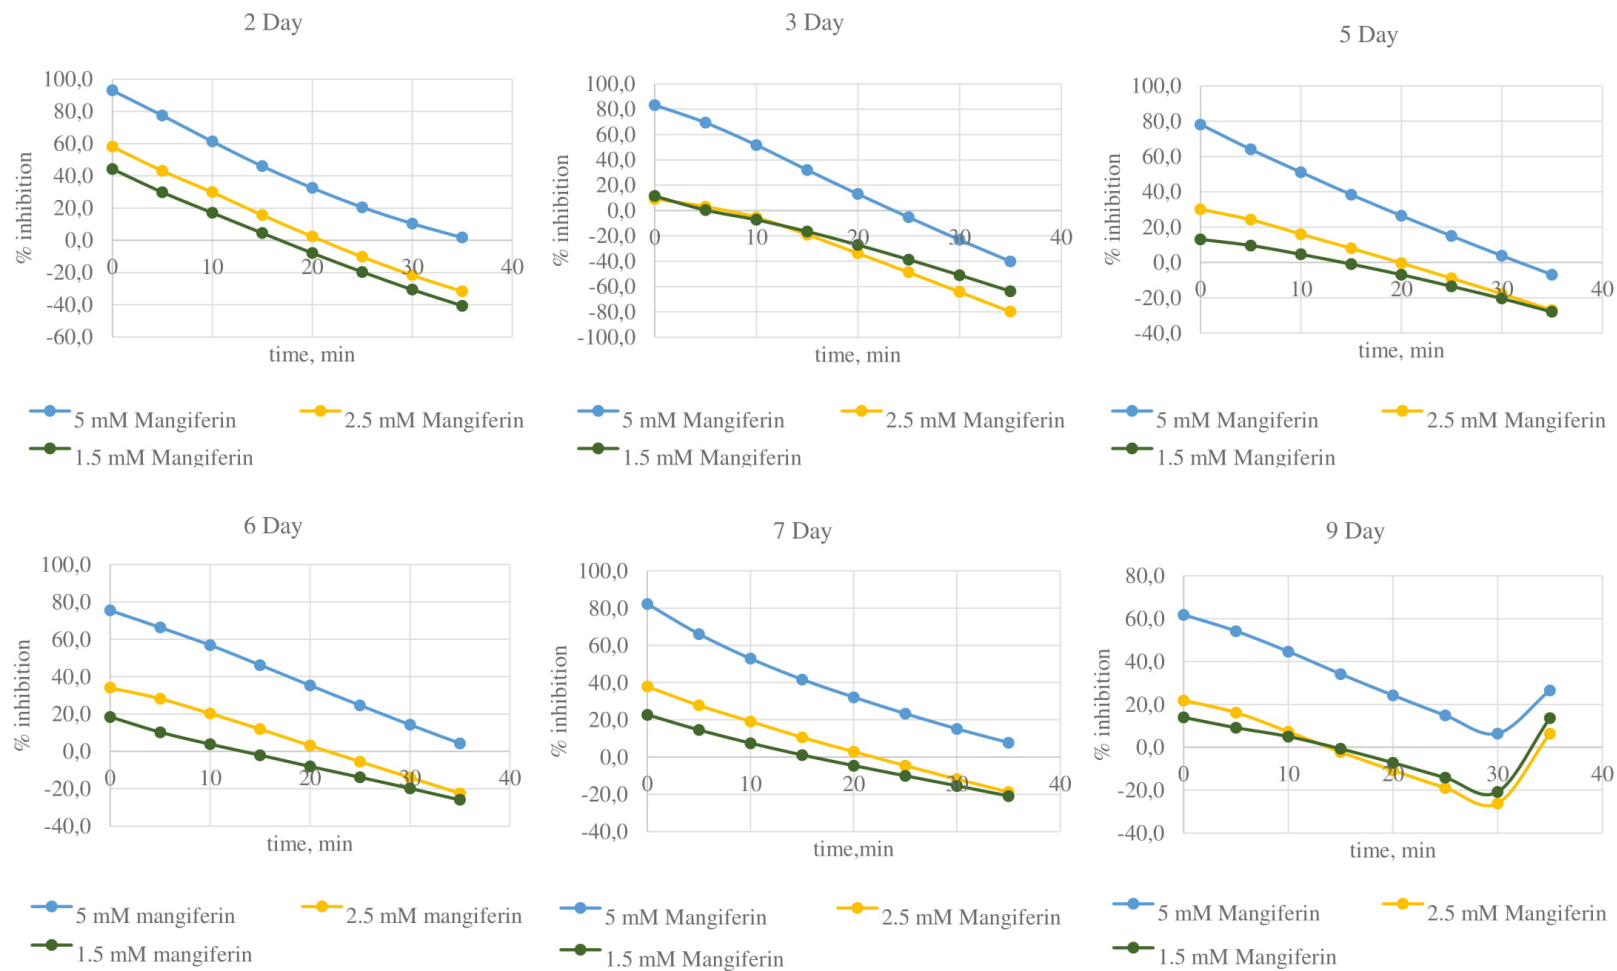 2 Day
100,0
80,0
60,0
40,0
20,0
0,0
-20,0
-40,0
-60,0
% inhibition
0 10 20 30 40
time, min
5 mM Mangiferin 2.5 mM Mangiferin
1.5 mM Mangiferin
3 Day
100,0
80,0
60,0
40,0
20,0
0,0
-20,0
-40,0
-60,0
-80,0
-100,0
% inhibition
0 10 20 30 40
time, min
5 mM Mangiferin 2.5 mM Mangiferin
1.5 mM Mangiferin
5 Day
100,0
80,0
60,0
40,0
20,0
0,0
-20,0
-40,0
% inhibition
0 10 20 30 40
time, min
5 mM Mangiferin 2.5 mM Mangiferin
1.5 mM Mangiferin
6 Day
100,0
80,0
60,0
40,0
20,0
0,0
-20,0
-40,0
% inhibition
0 10 20 30 40
time, min
5 mM mangiferin 2.5 mM mangiferin
1.5 mM mangiferin
7 Day
100,0
80,0
60,0
40,0
20,0
0,0
-20,0
-40,0
% inhibition
0 10 20 30 40
time,min
5 mM Mangiferin 2.5 mM Mangiferin
1.5 mM Mangiferin
9 Day
80,0
60,0
40,0
20,0
0,0
-20,0
-40,0
% inhibition
0 10 20 30 40
time, min
5 mM Mangiferin 2.5 mM Mangiferin
1.5 mM Mangiferin